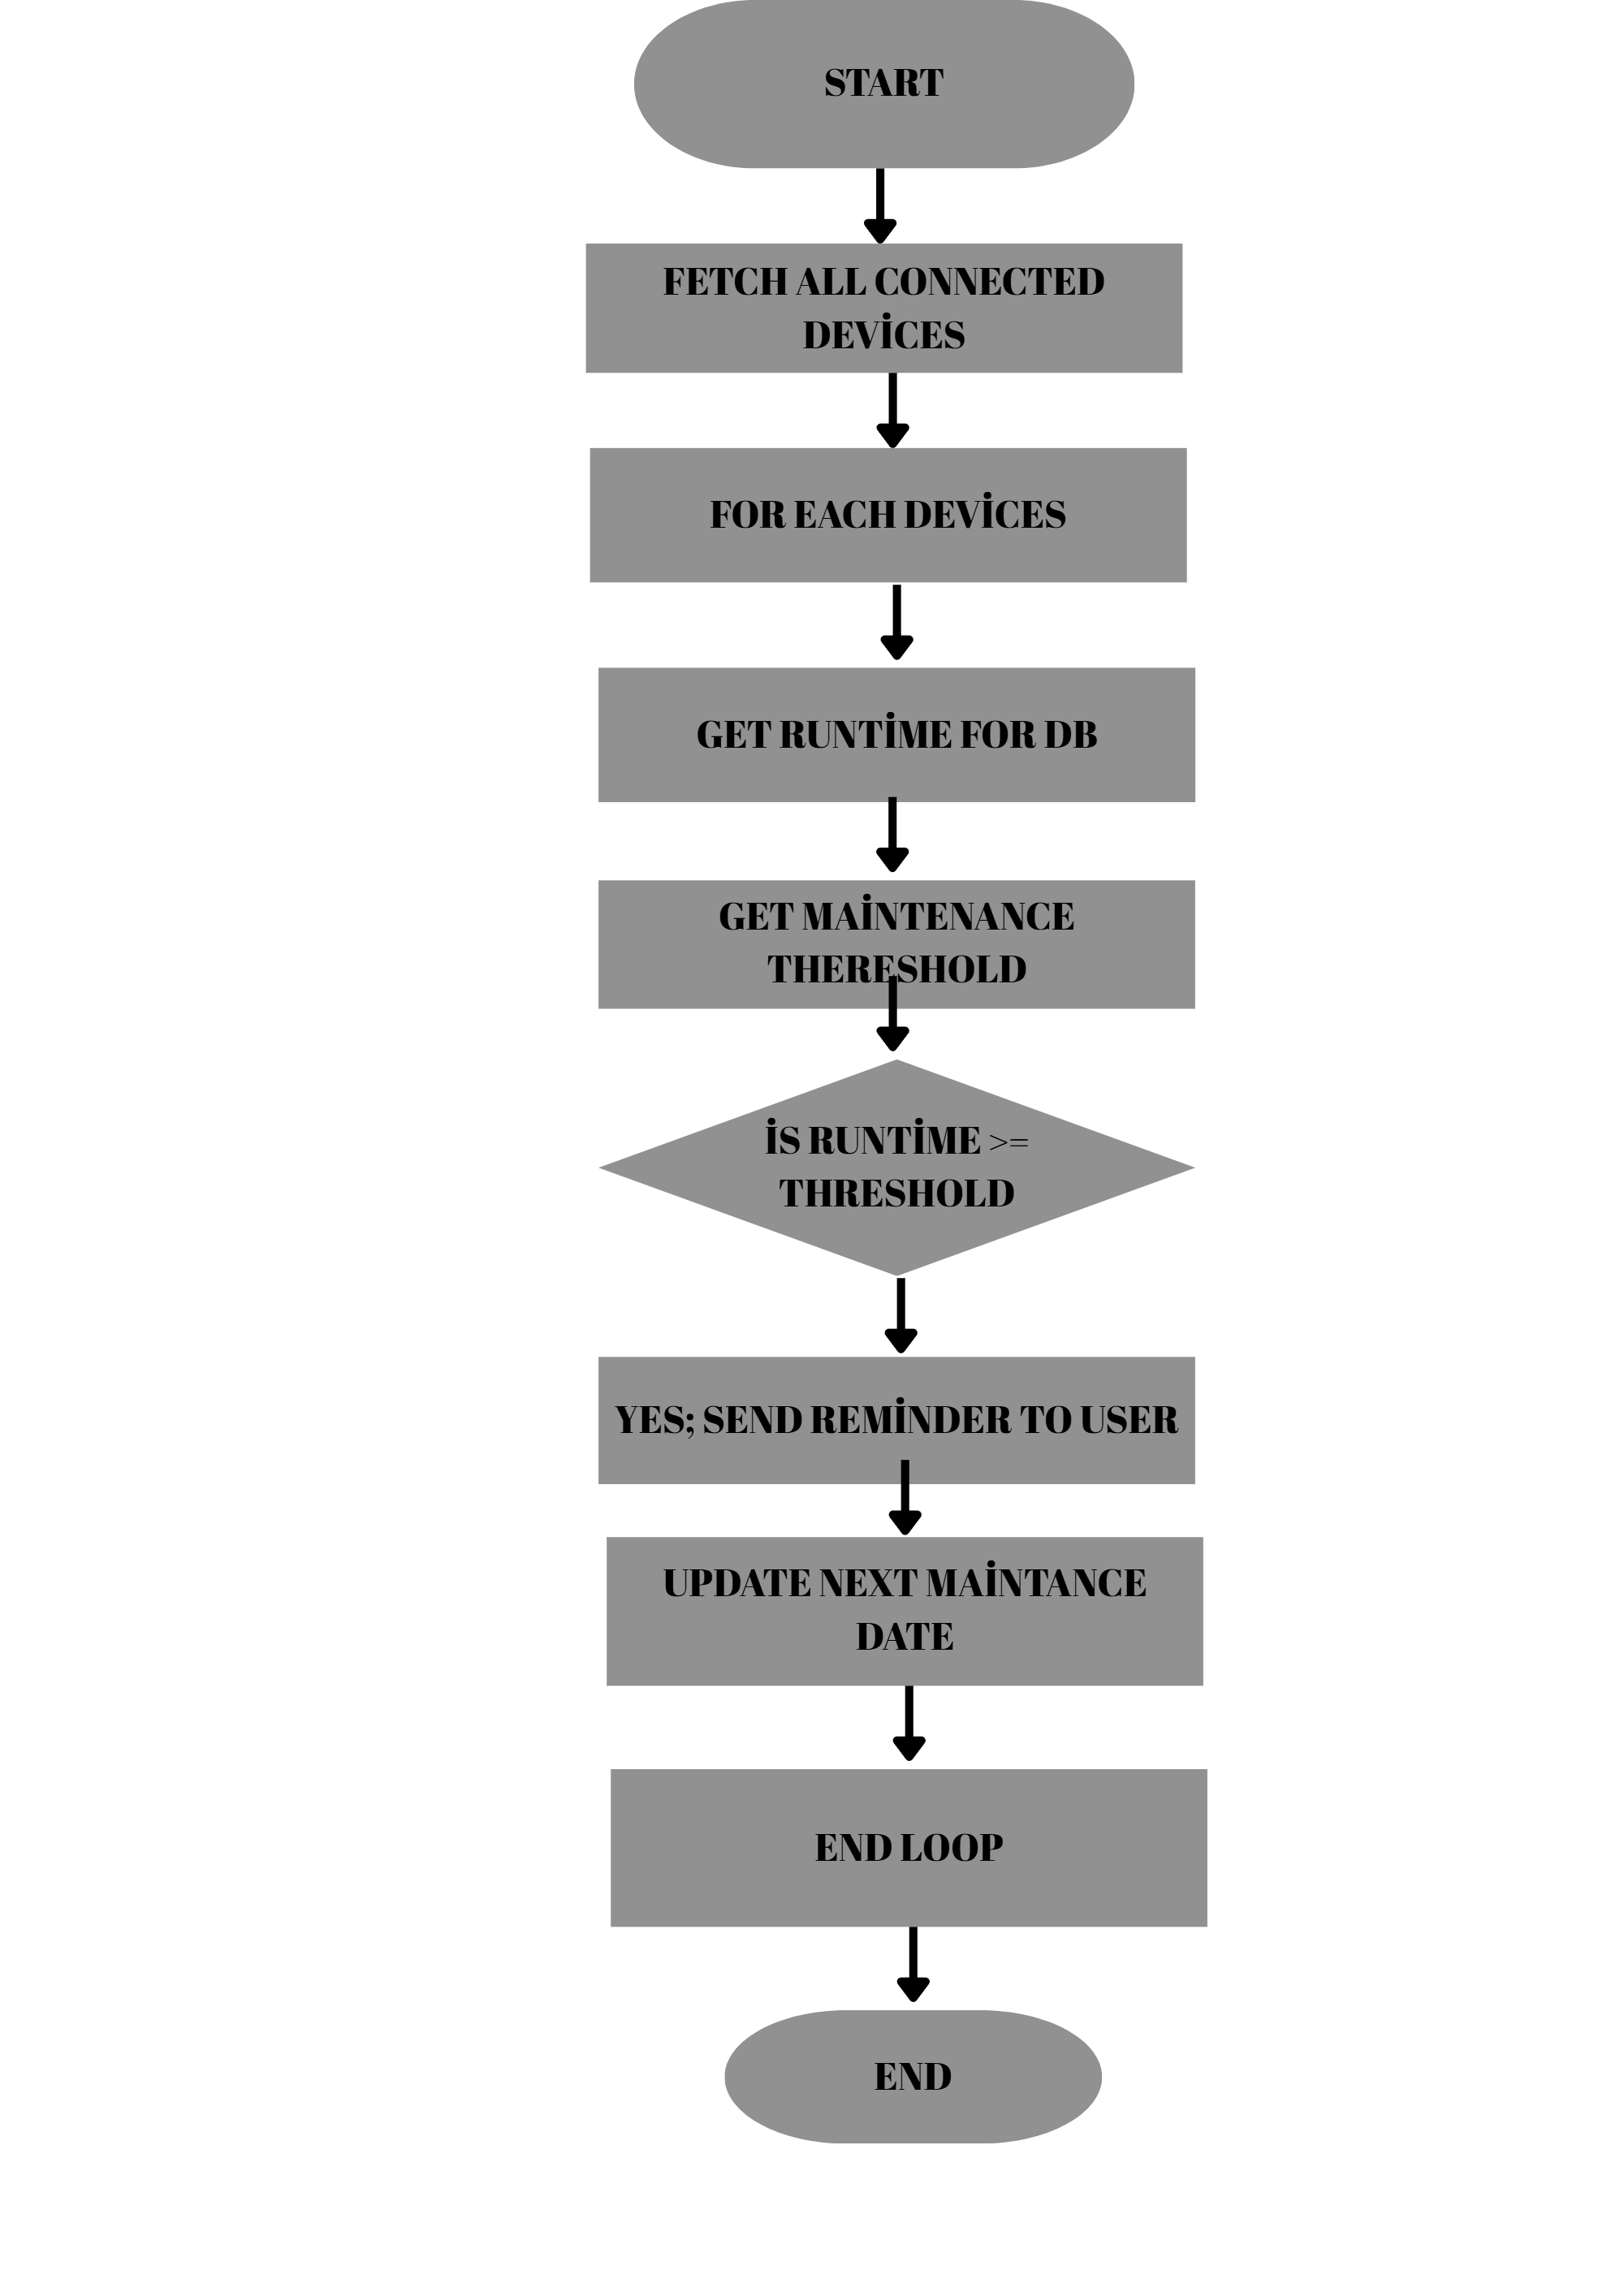 START
FETCH ALL CONNECTED
DEVİCES
FOR EACH DEVİCES
GET RUNTİME FOR DB
GET MAİNTENANCE
THERESHOLD
İS RUNTİME >=
THRESHOLD
YES; SEND REMİNDER TO USER
UPDATE NEXT MAİNTANCE
DATE
END LOOP
END